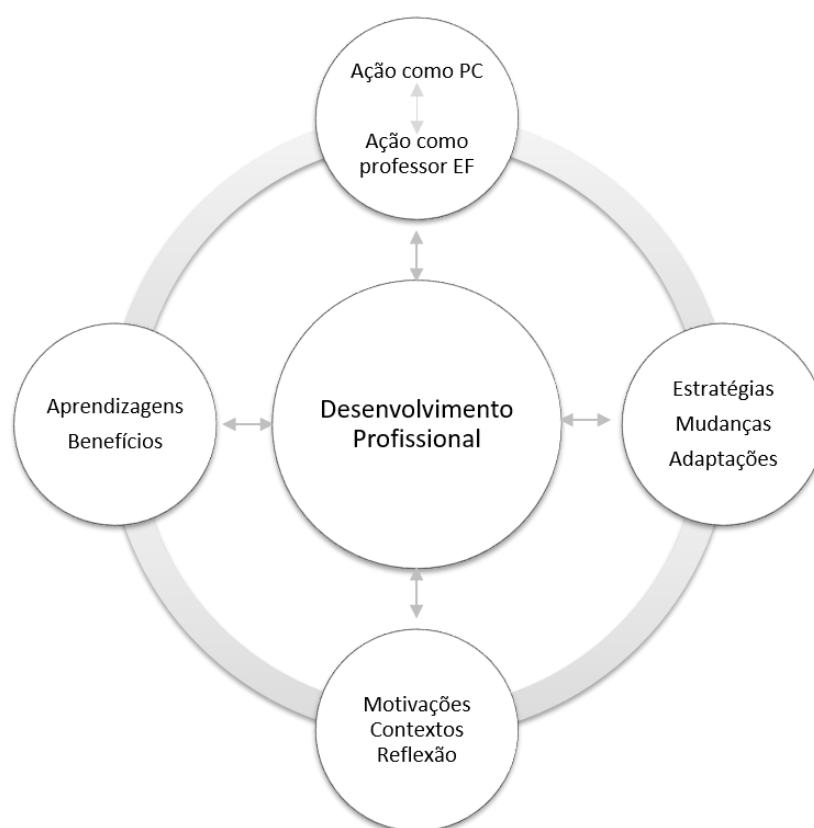 Ação como PC
Ação como
professor EF
Aprendizagens
Benefícios
Desenvolvimento
Profissional
Estratégias
Mudanças
Adaptações
Motivações
Contextos
Reflexão